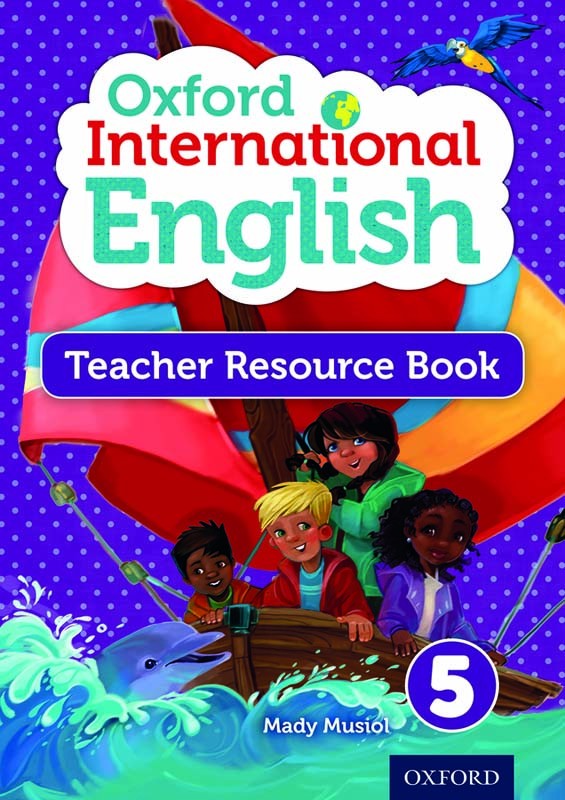 Oxford
International
English
Teacher Resource Book
5
Mady Musiol
OXFORD